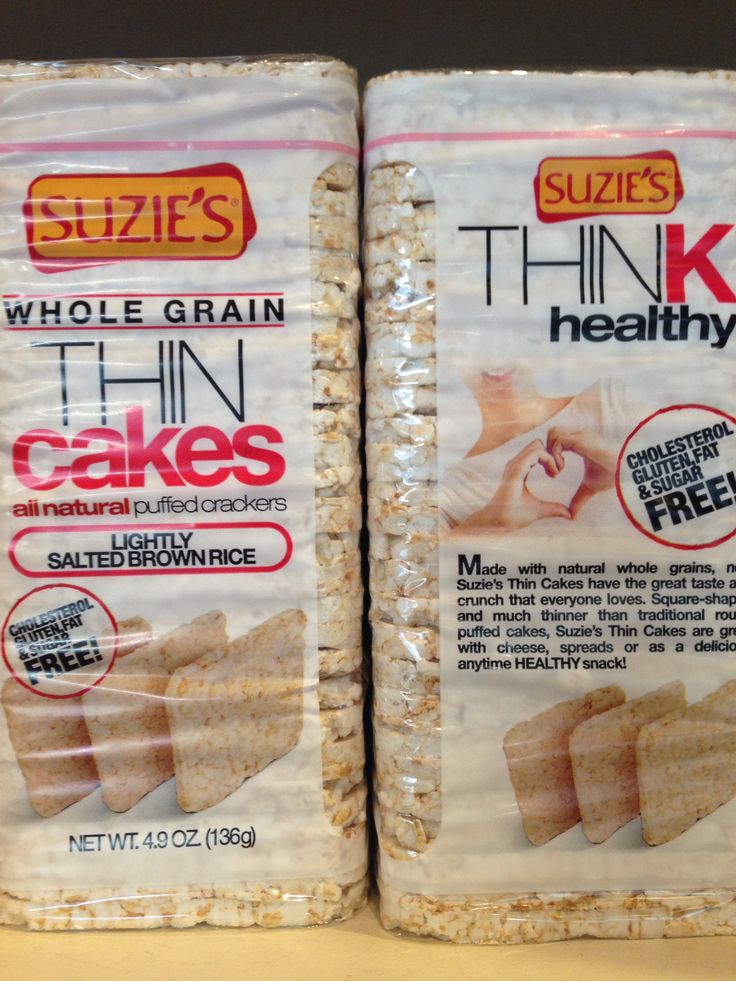 SUZIE'S®
WHOLE GRAIN
THIN
cakes
all natural puffed crackers
LIGHTLY
SALTED BROWN RICE
CHOLESTEROL
GLUTEN, FAT
& SUGAR
FREE!
NET WT. 4.9 OZ. (136g)
SUZIE'S®
THINK
healthy
CHOLESTEROL
GLUTEN, FAT
& SUGAR
FREE!
Made with natural whole grains,
Suzie's Thin Cakes have the great taste
crunch that everyone loves.
and much thinner than traditional
puffed cakes, Suzie's Thin Cakes are
with cheese, spreads or as a
anytime HEALTHY snack!